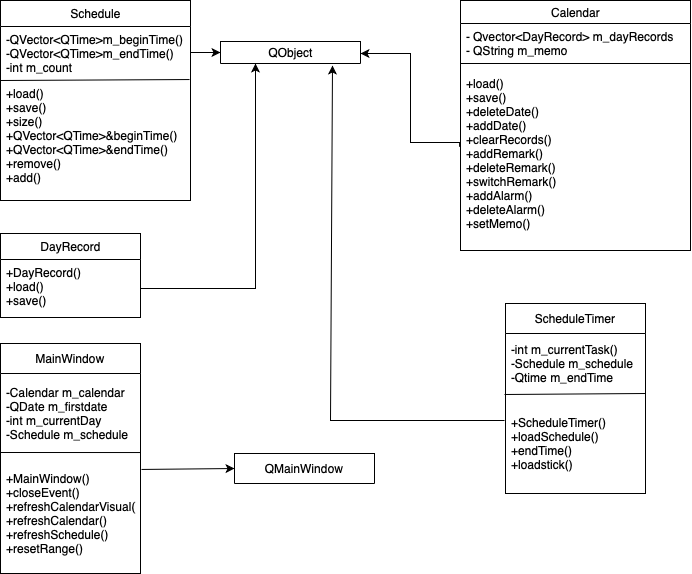 Schedule
-QVector<QTime>m_beginTime()
-QVector<QTime>m_endTime()
-int m_count
+load()
+save()
+size()
+QVector<QTime>&beginTime()
+QVector<QTime>&endTime()
+remove()
+add()
QObject
Calendar
- Qvector<DayRecord> m_dayRecords
- QString m_memo
+load()
+save()
+deleteDate()
+addDate()
+clearRecords()
+addRemark()
+deleteRemark()
+switchRemark()
+addAlarm()
+deleteAlarm()
+setMemo()
DayRecord
+DayRecord()
+load()
+save()
ScheduleTimer
-int m_currentTask()
-Schedule m_schedule
-Qtime m_endTime
+ScheduleTimer()
+loadSchedule()
+endTime()
+loadstick()
MainWindow
-Calendar m_calendar
-QDate m_firstdate
-int m_currentDay
-Schedule m_schedule
+MainWindow()
+closeEvent()
+refreshCalendarVisual(
+refreshCalendar()
+refreshSchedule()
+resetRange()
QMainWindow